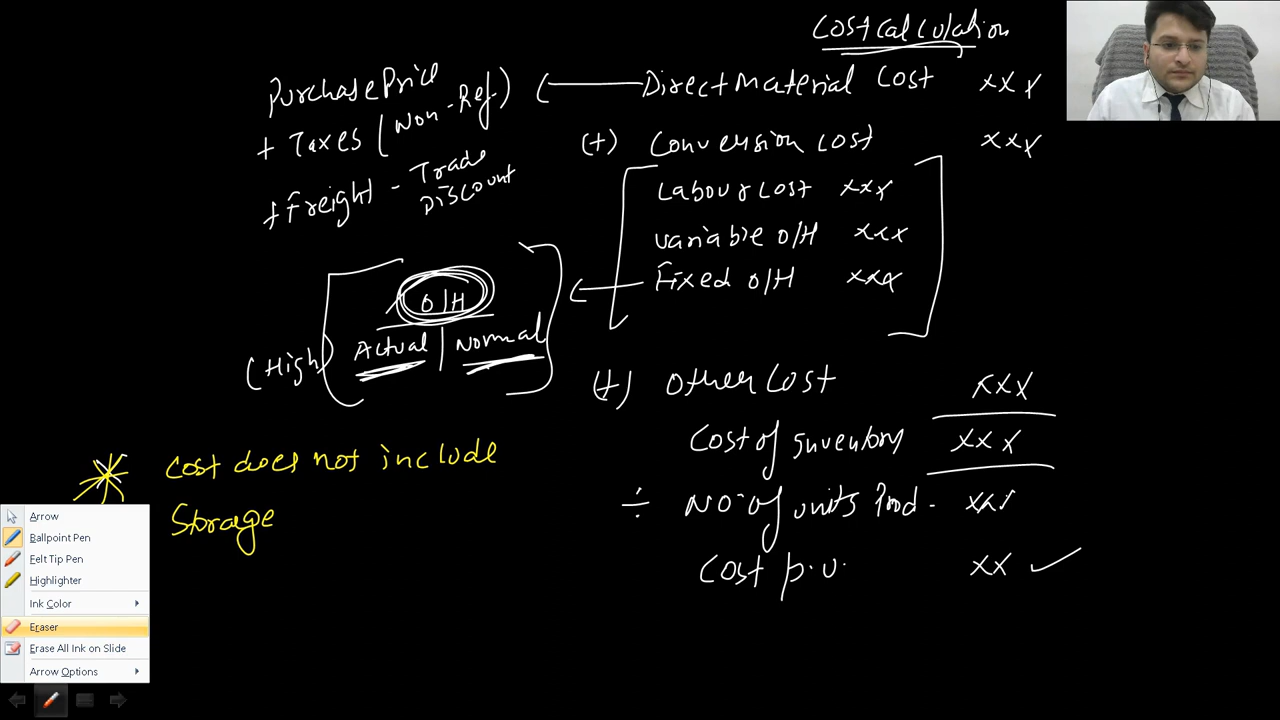 Cost calculation
Purchase Price
+ Taxes (Non-Ref.)
+ Freight - Trade
Discount
Direct Material Cost xxx
(+) Conversion Cost xxx
Labour Cost xxx
Variable O/H xxx
Fixed O/H xxx
O/H
(High) Actual | Normal
(+) Other Cost xxx
Cost of Inventory xxx
÷ No. of units Prod. xxx
Cost p.u. xx ✓
Cost does not include
Storage
Arrow
Ballpoint Pen
Felt Tip Pen
Highlighter
Ink Color
Eraser
Erase All Ink on Slide
Arrow Options